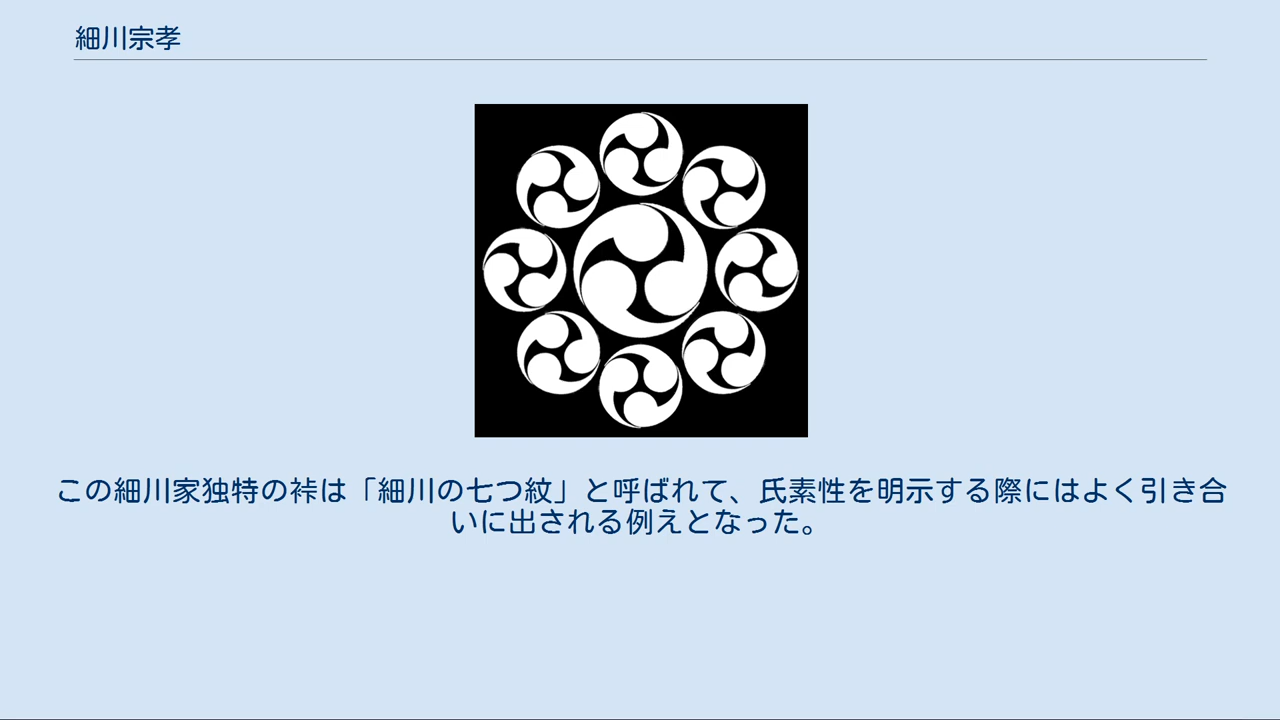 細川宗孝
この細川家独特の裃は「細川の七つ紋」と呼ばれて、氏素性を明示する際にはよく引き合
いに出される例えとなった。